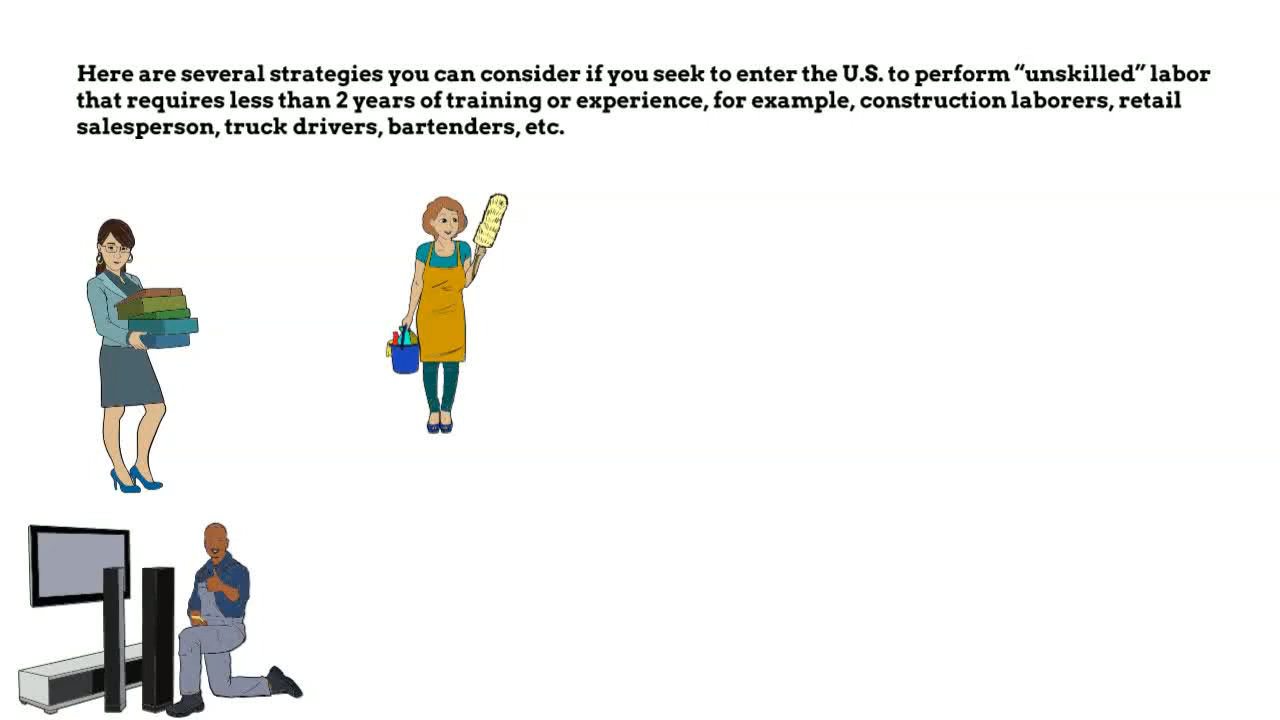 Here are several strategies you can consider if you seek to enter the U.S. to perform “unskilled” labor
that requires less than 2 years of training or experience, for example, construction laborers, retail
salesperson, truck drivers, bartenders, etc.